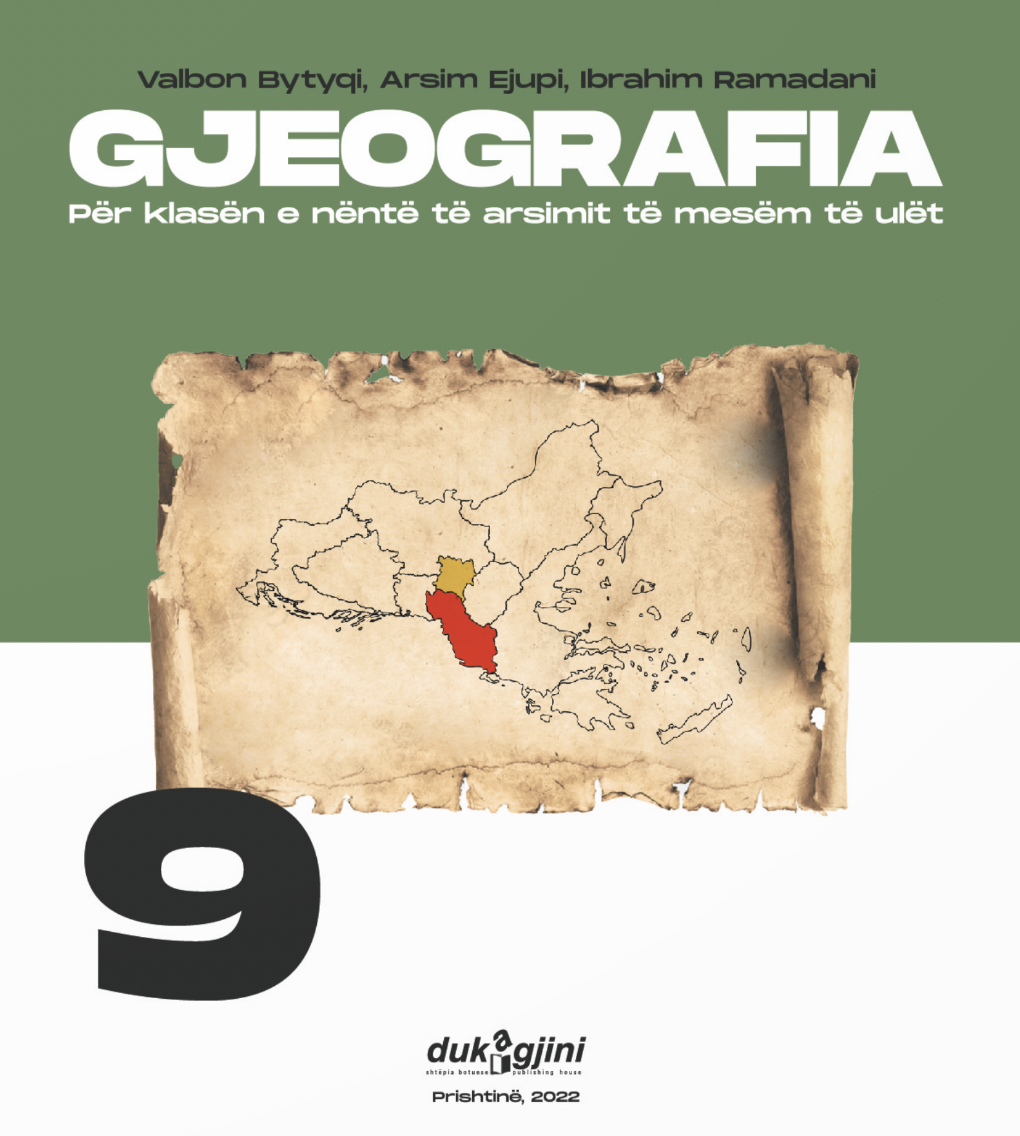 Valbon Bytyqi, Arsim Ejupi, Ibrahim Ramadani
GJEOGRAFIA
Për klasën e nëntë të arsimit të mesëm të ulët
9
dukagjini
shtëpia botuese publishing house
Prishtinë, 2022